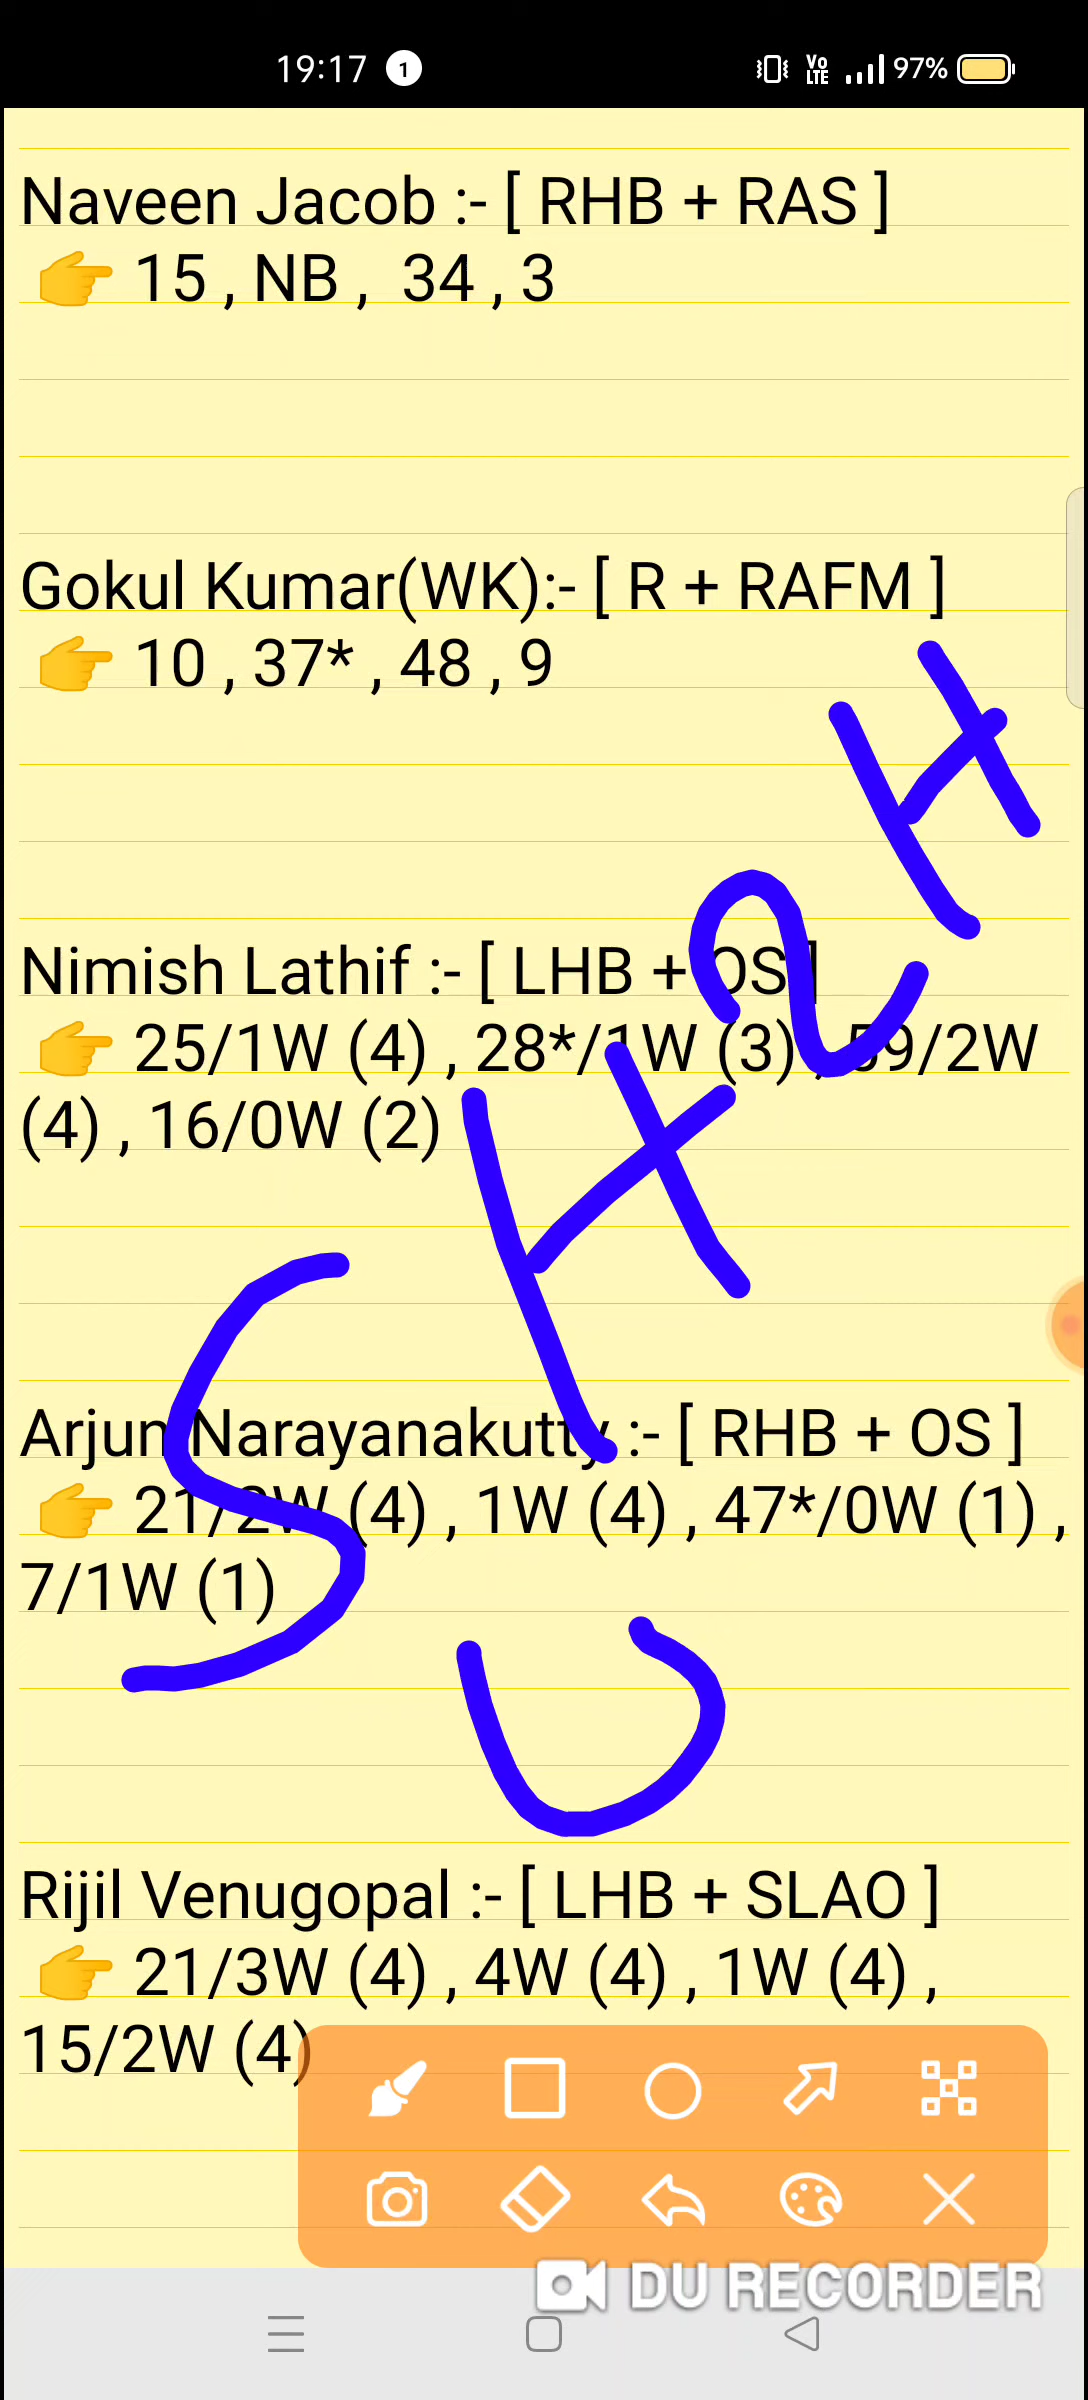 19:17 1 Vo LTE 97%
Naveen Jacob :- [ RHB + RAS ]
👉 15 , NB , 34 , 3
Gokul Kumar(WK):- [ R + RAFM ]
👉 10 , 37* , 48 , 9
Nimish Lathif :- [ LHB + OS ]
👉 25/1W (4) , 28*/1W (3) , 59/2W
(4) , 16/0W (2)
Arjun Narayanakutty :- [ RHB + OS ]
👉 21/2W (4) , 1W (4) , 47*/0W (1) ,
7/1W (1)
Rijil Venugopal :- [ LHB + SLAO ]
👉 21/3W (4) , 4W (4) , 1W (4) ,
15/2W (4)
DU RECORDER